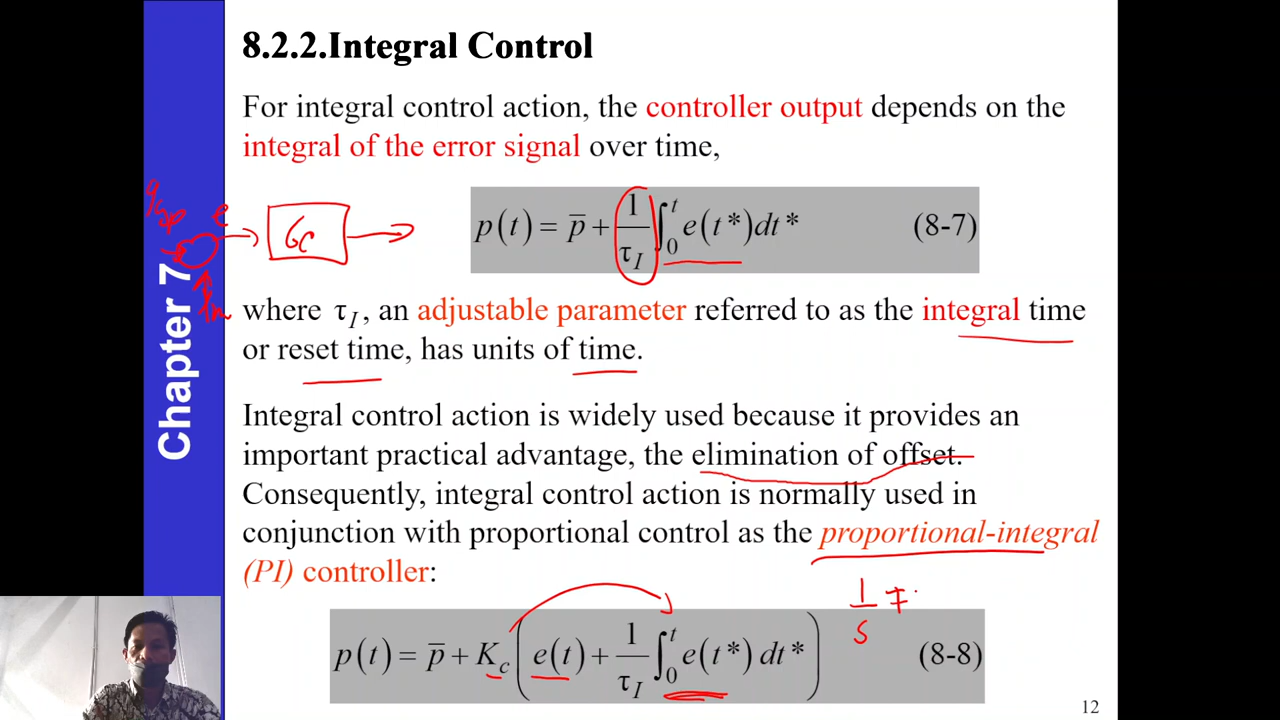 8.2.2.Integral Control
For integral control action, the controller output depends on the
integral of the error signal over time,
p(t) = p̅ + 1/τ_I ∫₀ᵗ e(t*)dt* (8-7)
e
Gc
Chapter 7
where τ_I, an adjustable parameter referred to as the integral time
or reset time, has units of time.
Integral control action is widely used because it provides an
important practical advantage, the elimination of offset.
Consequently, integral control action is normally used in
conjunction with proportional control as the proportional-integral
(PI) controller:
1/s
p(t) = p̅ + K_c ( e(t) + 1/τ_I ∫₀ᵗ e(t*) dt* ) (8-8)
12